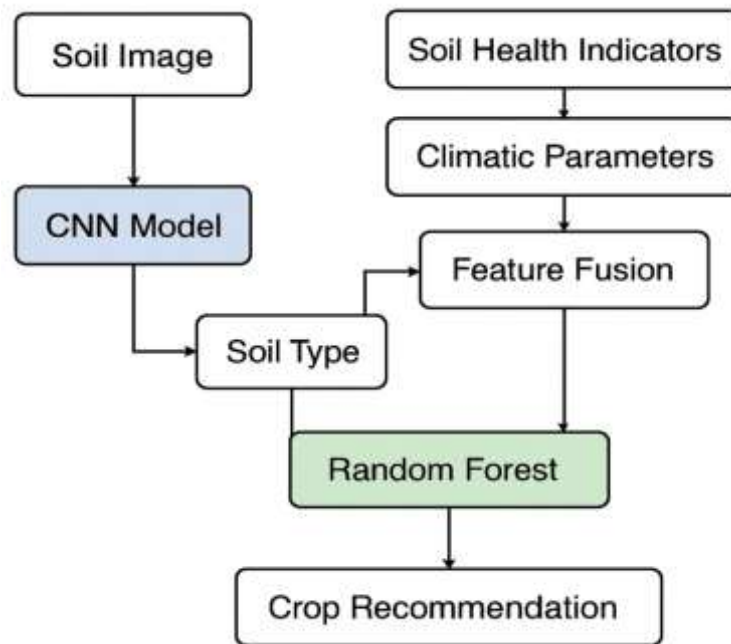 Soil Image
Soil Health Indicators
Climatic Parameters
CNN Model
Feature Fusion
Soil Type
Random Forest
Crop Recommendation